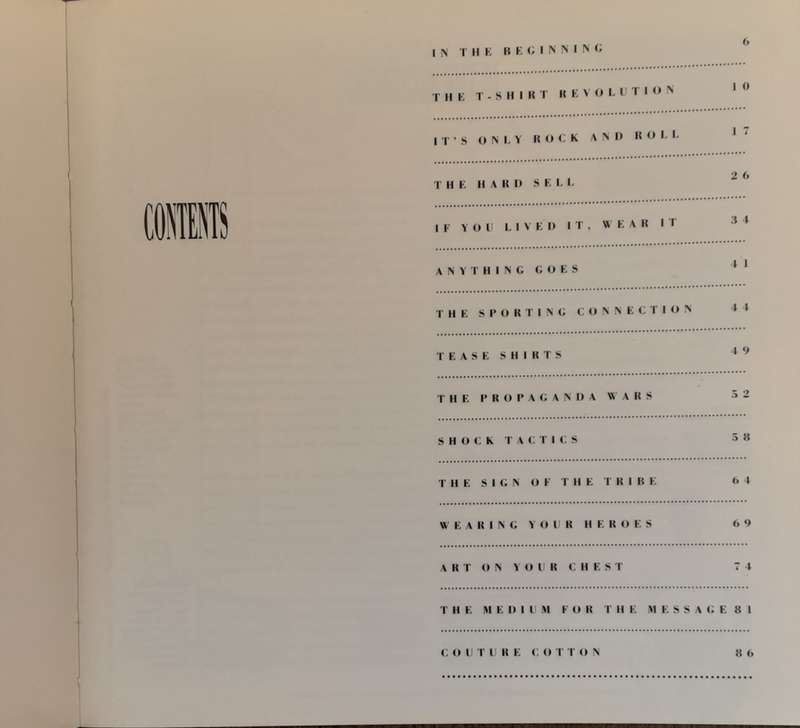 CONTENTS
IN THE BEGINNING 6
THE T-SHIRT REVOLUTION 10
IT'S ONLY ROCK AND ROLL 17
THE HARD SELL 26
IF YOU LIVED IT, WEAR IT 34
ANYTHING GOES 41
THE SPORTING CONNECTION 44
TEASE SHIRTS 49
THE PROPAGANDA WARS 52
SHOCK TACTICS 58
THE SIGN OF THE TRIBE 64
WEARING YOUR HEROES 69
ART ON YOUR CHEST 74
THE MEDIUM FOR THE MESSAGE 81
COUTURE COTTON 86